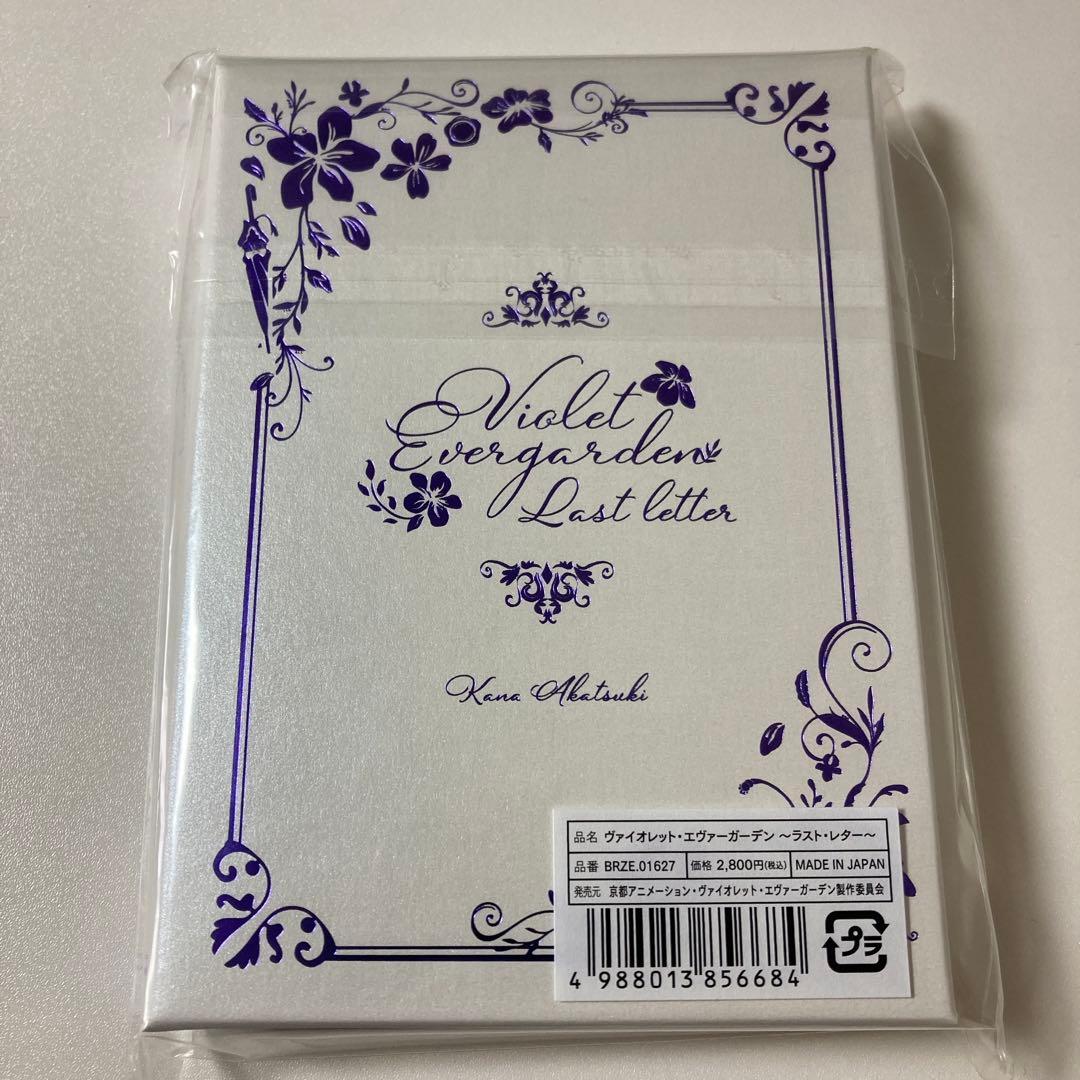 Violet
Evergarden
Last letter
Kana Akatsuki
品名 ヴァイオレット・エヴァーガーデン ～ラスト・レター～
品番 BRZE.01627 価格 2,800円(税込) MADE IN JAPAN
発売元 京都アニメーション・ヴァイオレット・エヴァーガーデン製作委員会
4 988013 856684
プラ